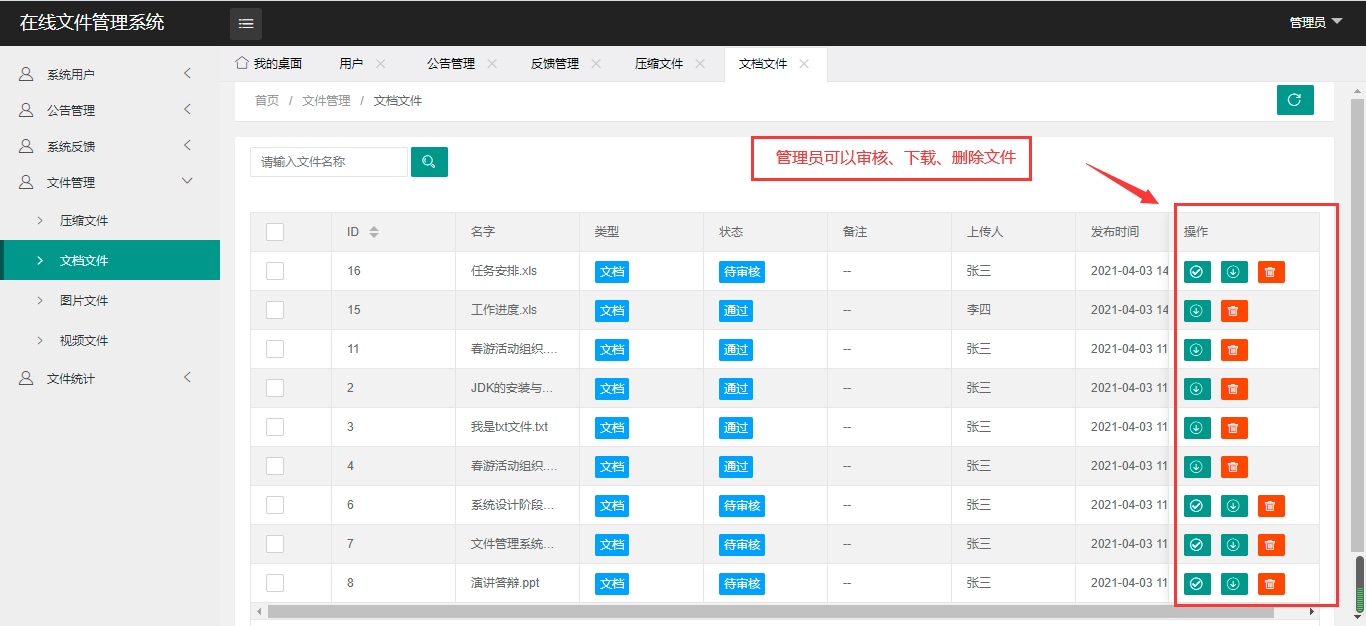 在线文件管理系统
管理员
系统用户
公告管理
系统反馈
文件管理
压缩文件
文档文件
图片文件
视频文件
文件统计
我的桌面 用户 公告管理 反馈管理 压缩文件 文档文件
首页 / 文件管理 / 文档文件
请输入文件名称
管理员可以审核、下载、删除文件
ID 名字 类型 状态 备注 上传人 发布时间 操作
16 任务安排.xls 文档 待审核 -- 张三 2021-04-03 14
15 工作进度.xls 文档 通过 -- 李四 2021-04-03 14
11 春游活动组织.... 文档 通过 -- 张三 2021-04-03 11
2 JDK的安装与... 文档 通过 -- 张三 2021-04-03 11
3 我是txt文件.txt 文档 通过 -- 张三 2021-04-03 11
4 春游活动组织.... 文档 通过 -- 张三 2021-04-03 11
6 系统设计阶段... 文档 待审核 -- 张三 2021-04-03 11
7 文件管理系统... 文档 待审核 -- 张三 2021-04-03 11
8 演讲答辩.ppt 文档 待审核 -- 张三 2021-04-03 11